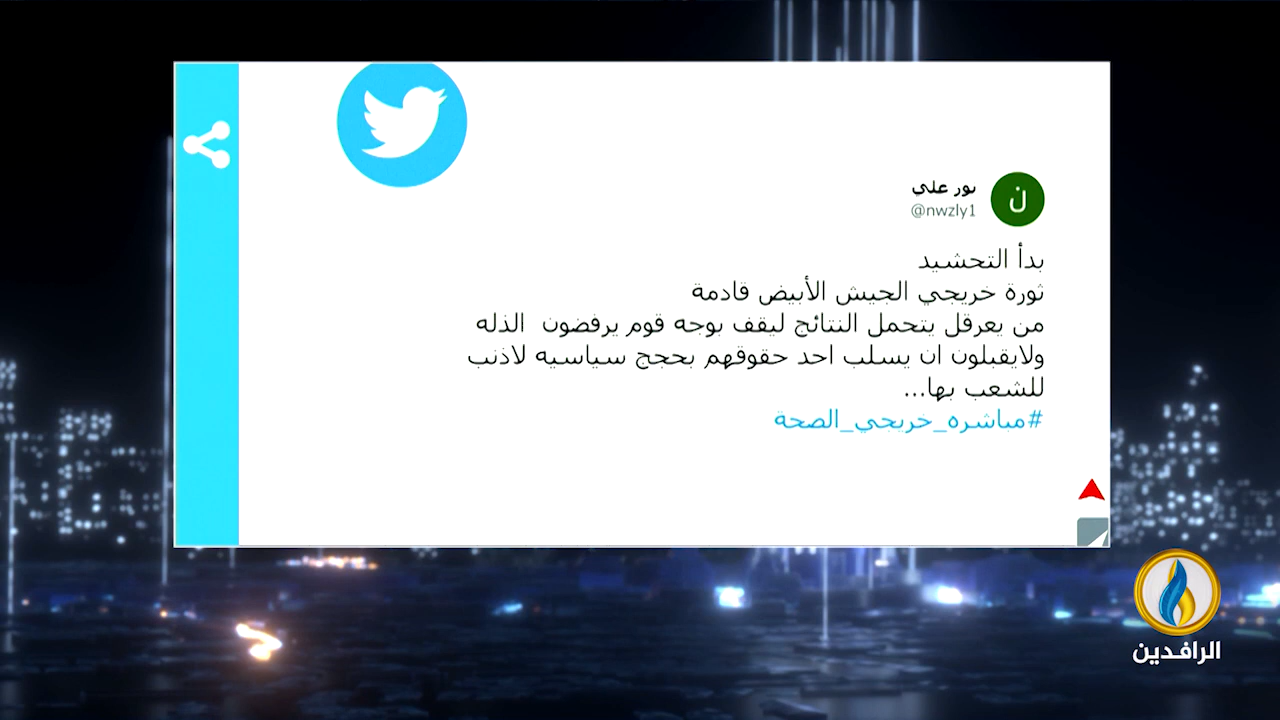 نور علي
ن
@nwzly1
بدأ التحشيد
ثورة خريجي الجيش الأبيض قادمة
من يعرقل يتحمل النتائج ليقف بوجه قوم يرفضون الذله
ولايقبلون ان يسلب احد حقوقهم بحجج سياسيه لاذنب
للشعب بها...
#مباشره_خريجي_الصحة
الرافدين